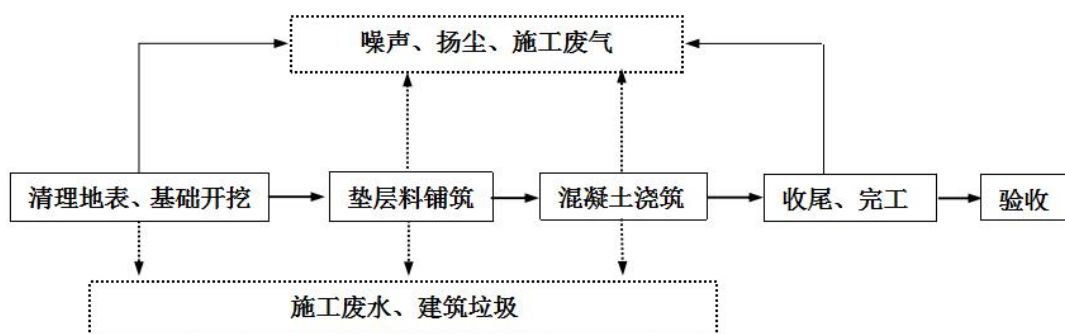 噪声、扬尘、施工废气
清理地表、基础开挖
垫层料铺筑
混凝土浇筑
收尾、完工
验收
施工废水、建筑垃圾